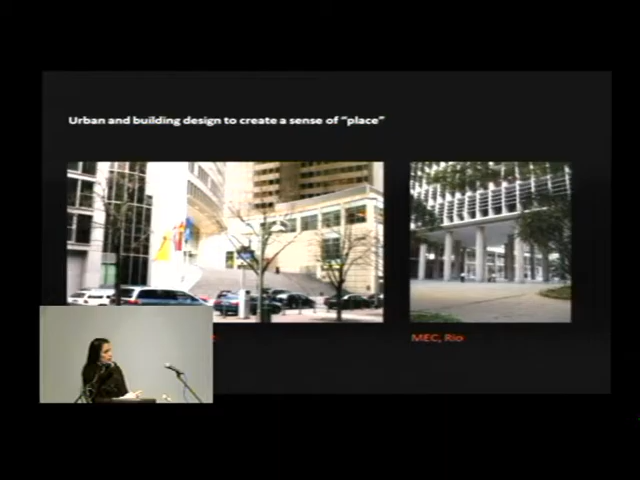 Urban and building design to create a sense of "place"
MEC, Rio